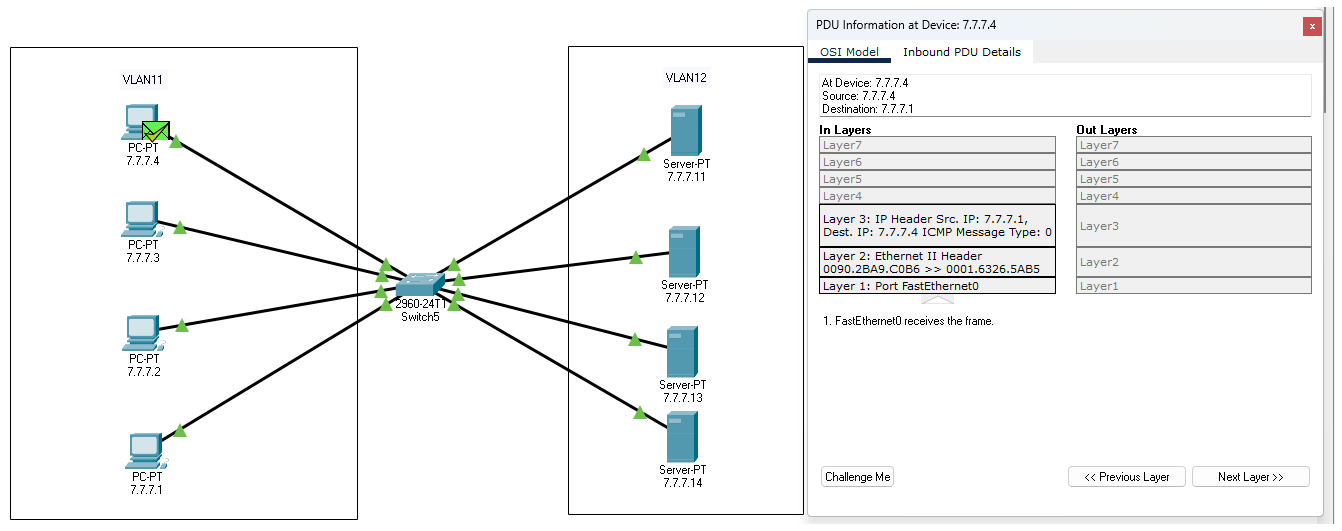 VLAN11
PC-PT
7.7.7.4
PC-PT
7.7.7.3
PC-PT
7.7.7.2
PC-PT
7.7.7.1
2960-24TT
Switch5
VLAN12
Server-PT
7.7.7.11
Server-PT
7.7.7.12
Server-PT
7.7.7.13
Server-PT
7.7.7.14
PDU Information at Device: 7.7.7.4
x
OSI Model Inbound PDU Details
At Device: 7.7.7.4
Source: 7.7.7.4
Destination: 7.7.7.1
In Layers
Layer7
Layer6
Layer5
Layer4
Layer 3: IP Header Src. IP: 7.7.7.1,
Dest. IP: 7.7.7.4 ICMP Message Type: 0
Layer 2: Ethernet II Header
0090.2BA9.C0B6 >> 0001.6326.5AB5
Layer 1: Port FastEthernet0
Out Layers
Layer7
Layer6
Layer5
Layer4
Layer3
Layer2
Layer1
1. FastEthernet0 receives the frame.
Challenge Me
<< Previous Layer
Next Layer >>